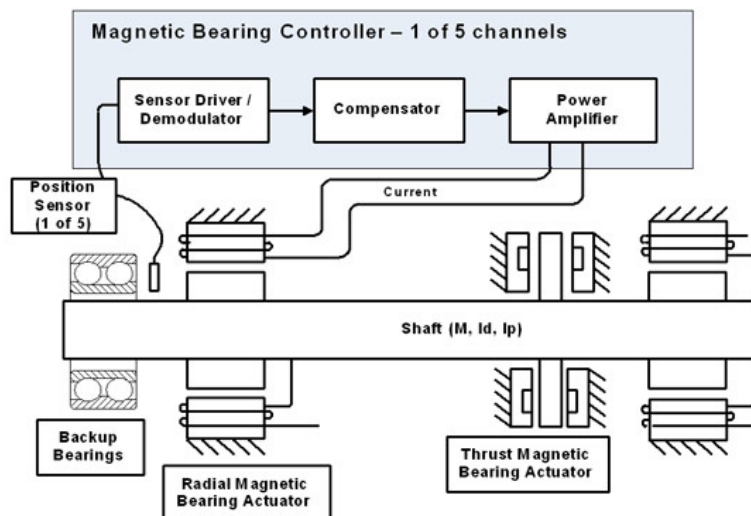 Magnetic Bearing Controller – 1 of 5 channels
Sensor Driver /
Demodulator
Compensator
Power
Amplifier
Position
Sensor
(1 of 5)
Current
Shaft (M, Id, Ip)
Backup
Bearings
Radial Magnetic
Bearing Actuator
Thrust Magnetic
Bearing Actuator